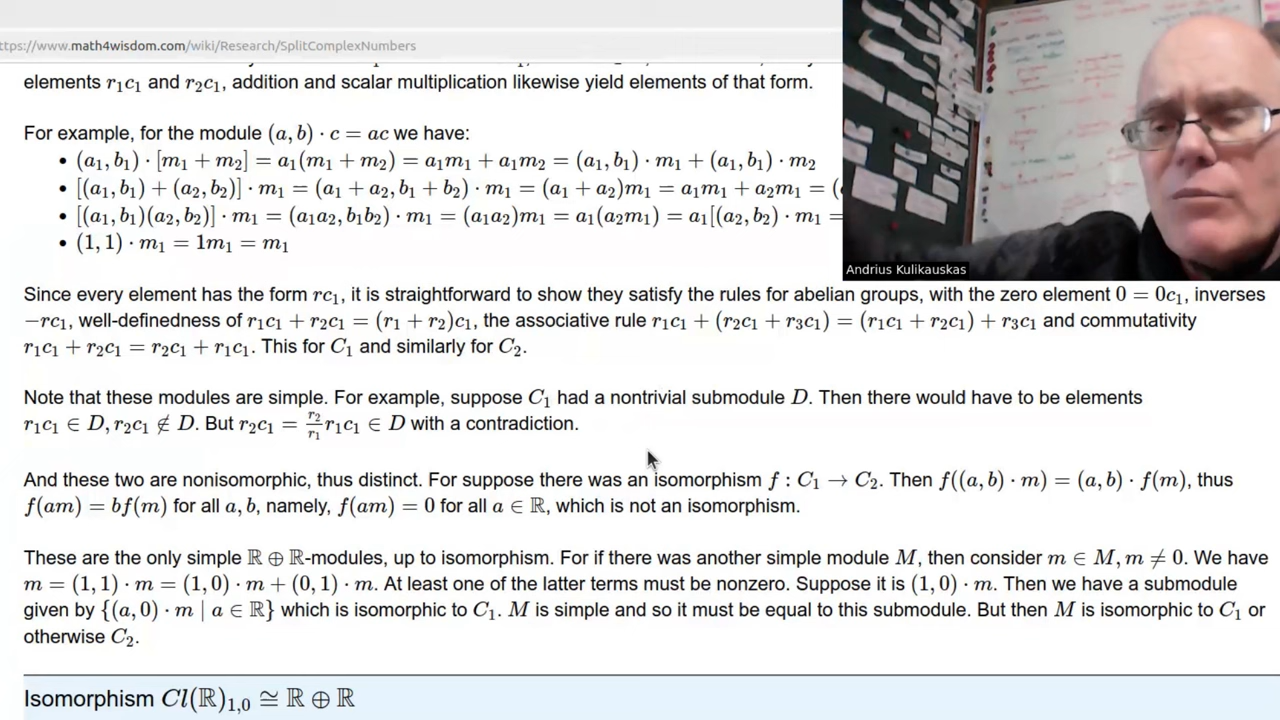 https://www.math4wisdom.com/wiki/Research/SplitComplexNumbers
elements r₁c₁ and r₂c₁, addition and scalar multiplication likewise yield elements of that form.
For example, for the module (a, b) · c = ac we have:
• (a₁, b₁) · [m₁ + m₂] = a₁(m₁ + m₂) = a₁m₁ + a₁m₂ = (a₁, b₁) · m₁ + (a₁, b₁) · m₂
• [(a₁, b₁) + (a₂, b₂)] · m₁ = (a₁ + a₂, b₁ + b₂) · m₁ = (a₁ + a₂)m₁ = a₁m₁ + a₂m₁ = (
• [(a₁, b₁)(a₂, b₂)] · m₁ = (a₁a₂, b₁b₂) · m₁ = (a₁a₂)m₁ = a₁(a₂m₁) = a₁[(a₂, b₂) · m₁ =
• (1, 1) · m₁ = 1m₁ = m₁
Andrius Kulikauskas
Since every element has the form rc₁, it is straightforward to show they satisfy the rules for abelian groups, with the zero element 0 = 0c₁, inverses
−rc₁, well-definedness of r₁c₁ + r₂c₁ = (r₁ + r₂)c₁, the associative rule r₁c₁ + (r₂c₁ + r₃c₁) = (r₁c₁ + r₂c₁) + r₃c₁ and commutativity
r₁c₁ + r₂c₁ = r₂c₁ + r₁c₁. This for C₁ and similarly for C₂.
Note that these modules are simple. For example, suppose C₁ had a nontrivial submodule D. Then there would have to be elements
r₁c₁ ∈ D, r₂c₁ ∉ D. But r₂c₁ = r₂/r₁ r₁c₁ ∈ D with a contradiction.
And these two are nonisomorphic, thus distinct. For suppose there was an isomorphism f : C₁ → C₂. Then f((a, b) · m) = (a, b) · f(m), thus
f(am) = bf(m) for all a, b, namely, f(am) = 0 for all a ∈ ℝ, which is not an isomorphism.
These are the only simple ℝ ⊕ ℝ-modules, up to isomorphism. For if there was another simple module M, then consider m ∈ M, m ≠ 0. We have
m = (1, 1) · m = (1, 0) · m + (0, 1) · m. At least one of the latter terms must be nonzero. Suppose it is (1, 0) · m. Then we have a submodule
given by {(a, 0) · m | a ∈ ℝ} which is isomorphic to C₁. M is simple and so it must be equal to this submodule. But then M is isomorphic to C₁ or
otherwise C₂.
Isomorphism Cl(ℝ)₁,₀ ≅ ℝ ⊕ ℝ